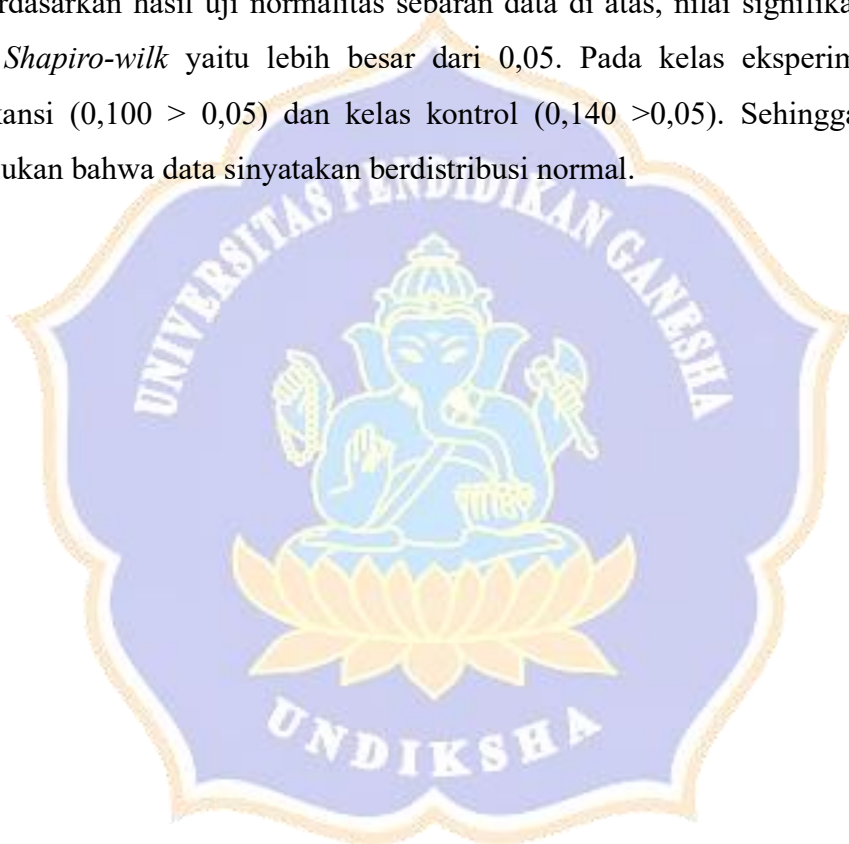 rdasarkan hasil uji normalitas sebaran data di atas, nilai signifika
Shapiro-wilk yaitu lebih besar dari 0,05. Pada kelas eksperim
kansi (0,100 > 0,05) dan kelas kontrol (0,140 >0,05). Sehingga
ukan bahwa data sinyatakan berdistribusi normal.
UNIVERSITAS PENDIDIKAN GANESHA
UNDIKSHA